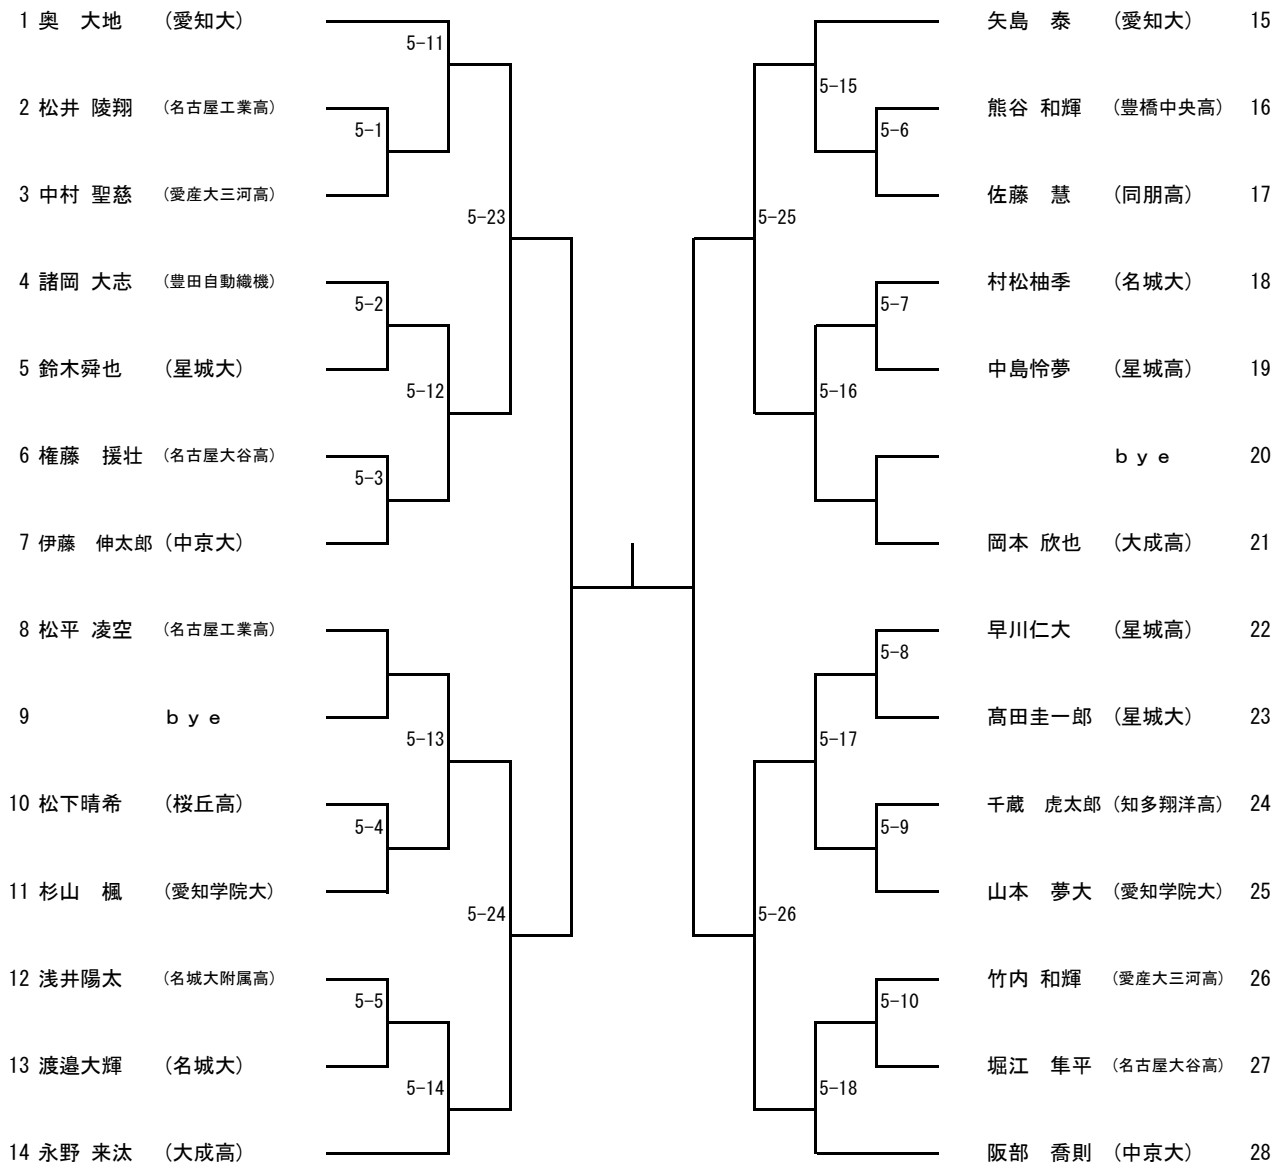 1 奥　大地 （愛知大）
5-11
2 松井 陵翔 （名古屋工業高）
5-1
3 中村 聖慈 （愛産大三河高）
5-23
4 諸岡 大志 （豊田自動織機）
5-2
5 鈴木舜也 （星城大）
5-12
6 権藤　援壮 （名古屋大谷高）
5-3
7 伊藤　伸太郎 （中京大）
8 松平 凌空 （名古屋工業高）
9 ｂｙｅ
5-13
10 松下晴希 （桜丘高）
5-4
11 杉山　楓 （愛知学院大）
5-24
12 浅井陽太 （名城大附属高）
5-5
13 渡邉大輝 （名城大）
5-14
14 永野 来汰 （大成高）
矢島　泰 （愛知大） 15
5-15
熊谷 和輝 （豊橋中央高） 16
5-6
佐藤　慧 （同朋高） 17
5-25
村松柚季 （名城大） 18
5-7
中島怜夢 （星城高） 19
5-16
ｂｙｅ 20
岡本 欣也 （大成高） 21
早川仁大 （星城高） 22
5-8
髙田圭一郎 （星城大） 23
5-17
千蔵　虎太郎 （知多翔洋高） 24
5-9
山本　夢大 （愛知学院大） 25
5-26
竹内 和輝 （愛産大三河高） 26
5-10
堀江　隼平 （名古屋大谷高） 27
5-18
阪部　喬則 （中京大） 28